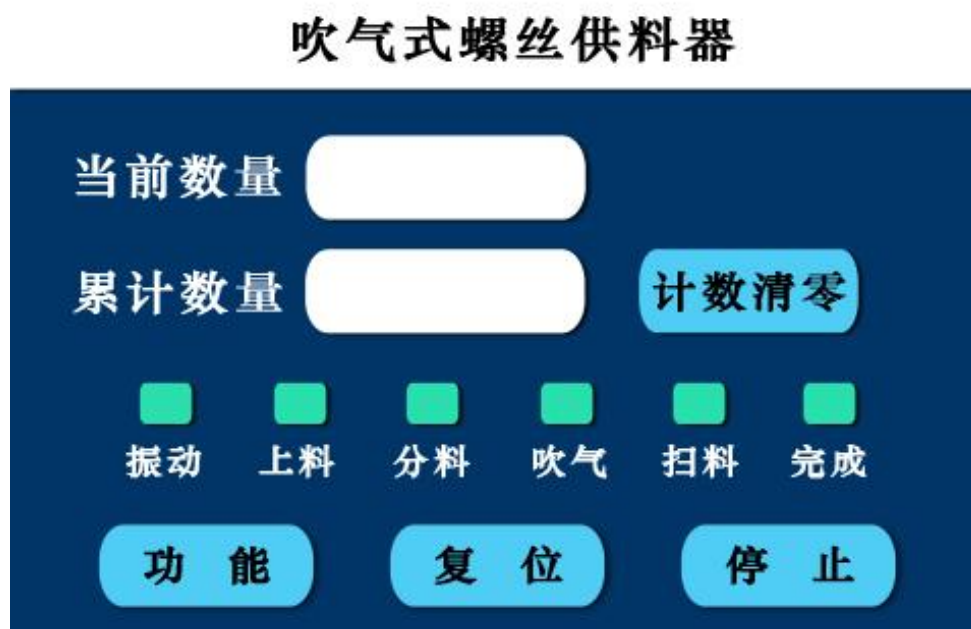 吹气式螺丝供料器
当前数量
累计数量 计数清零
振动 上料 分料 吹气 扫料 完成
功能 复位 停止